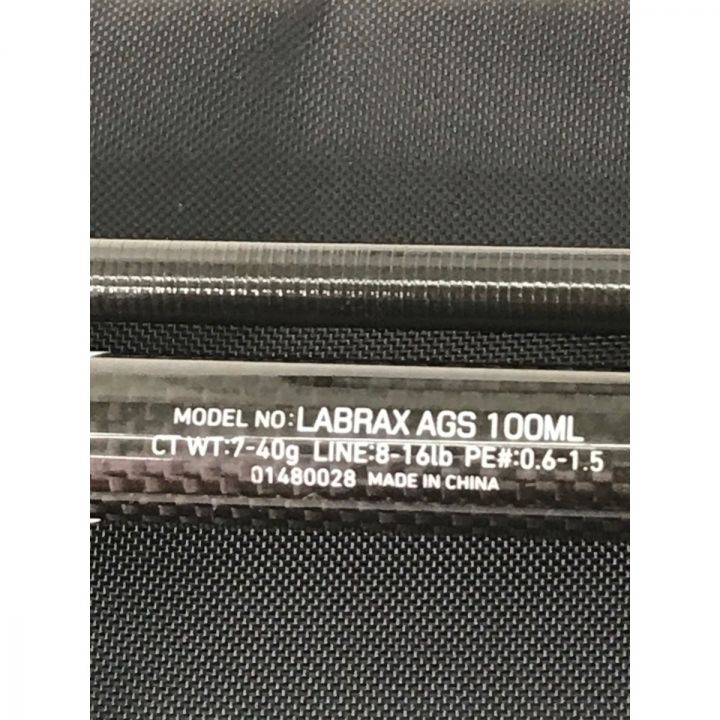 MODEL NO:LABRAX AGS 100ML
CT WT:7-40g LINE:8-16lb PE#:0.6-1.5
01480028 MADE IN CHINA